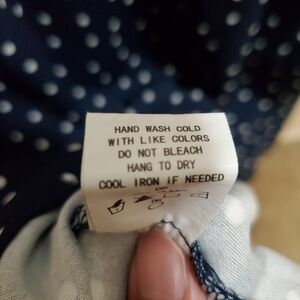 HAND WASH COLD
WITH LIKE COLORS
DO NOT BLEACH
HANG TO DRY
COOL IRON IF NEEDED